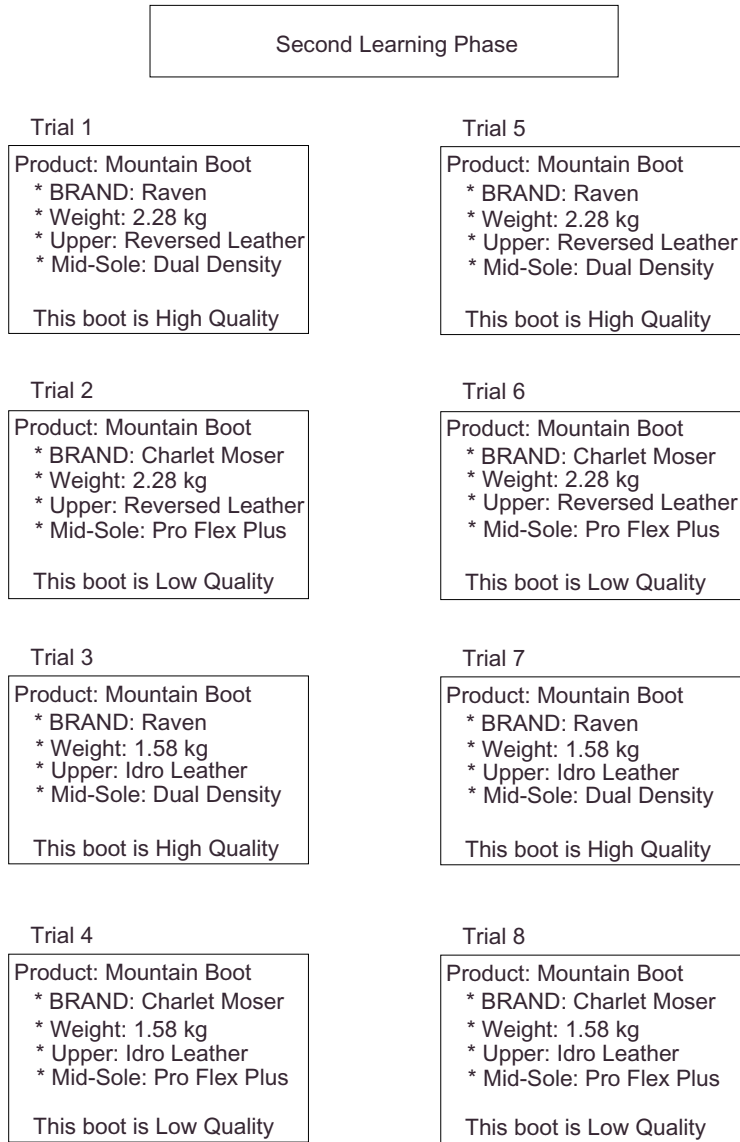 Second Learning Phase
Trial 1
Product: Mountain Boot
* BRAND: Raven
* Weight: 2.28 kg
* Upper: Reversed Leather
* Mid-Sole: Dual Density
This boot is High Quality
Trial 2
Product: Mountain Boot
* BRAND: Charlet Moser
* Weight: 2.28 kg
* Upper: Reversed Leather
* Mid-Sole: Pro Flex Plus
This boot is Low Quality
Trial 3
Product: Mountain Boot
* BRAND: Raven
* Weight: 1.58 kg
* Upper: Idro Leather
* Mid-Sole: Dual Density
This boot is High Quality
Trial 4
Product: Mountain Boot
* BRAND: Charlet Moser
* Weight: 1.58 kg
* Upper: Idro Leather
* Mid-Sole: Pro Flex Plus
This boot is Low Quality
Trial 5
Product: Mountain Boot
* BRAND: Raven
* Weight: 2.28 kg
* Upper: Reversed Leather
* Mid-Sole: Dual Density
This boot is High Quality
Trial 6
Product: Mountain Boot
* BRAND: Charlet Moser
* Weight: 2.28 kg
* Upper: Reversed Leather
* Mid-Sole: Pro Flex Plus
This boot is Low Quality
Trial 7
Product: Mountain Boot
* BRAND: Raven
* Weight: 1.58 kg
* Upper: Idro Leather
* Mid-Sole: Dual Density
This boot is High Quality
Trial 8
Product: Mountain Boot
* BRAND: Charlet Moser
* Weight: 1.58 kg
* Upper: Idro Leather
* Mid-Sole: Pro Flex Plus
This boot is Low Quality